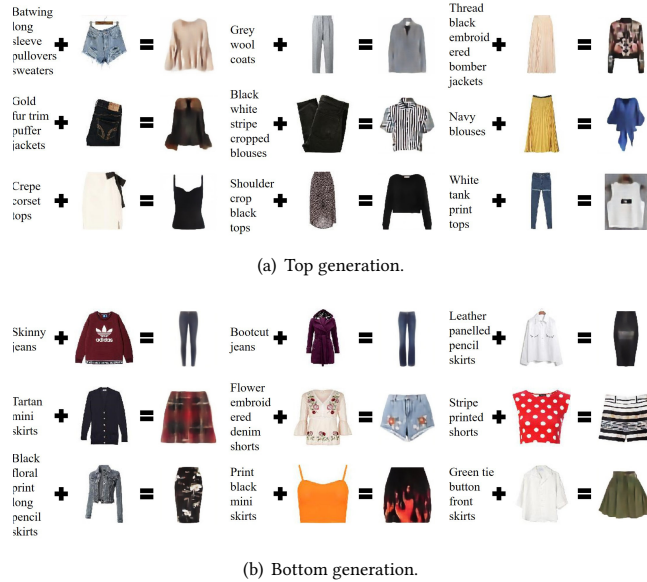 Batwing
long
sleeve
pullovers
sweaters
+
=
Grey
wool
coats
+
=
Thread
black
embroid
ered
bomber
jackets
+
=
Gold
fur trim
puffer
jackets
+
=
Black
white
stripe
cropped
blouses
+
=
Navy
blouses
+
=
Crepe
corset
tops
+
=
Shoulder
crop
black
tops
+
=
White
tank
print
tops
+
=
(a) Top generation.
Skinny
jeans
+
adidas
=
Bootcut
jeans
+
=
Leather
panelled
pencil
skirts
+
=
Tartan
mini
skirts
+
=
Flower
embroid
ered
denim
shorts
+
=
Stripe
printed
shorts
+
=
Black
floral
print
long
pencil
skirts
+
=
Print
black
mini
skirts
+
=
Green tie
button
front
skirts
+
=
(b) Bottom generation.